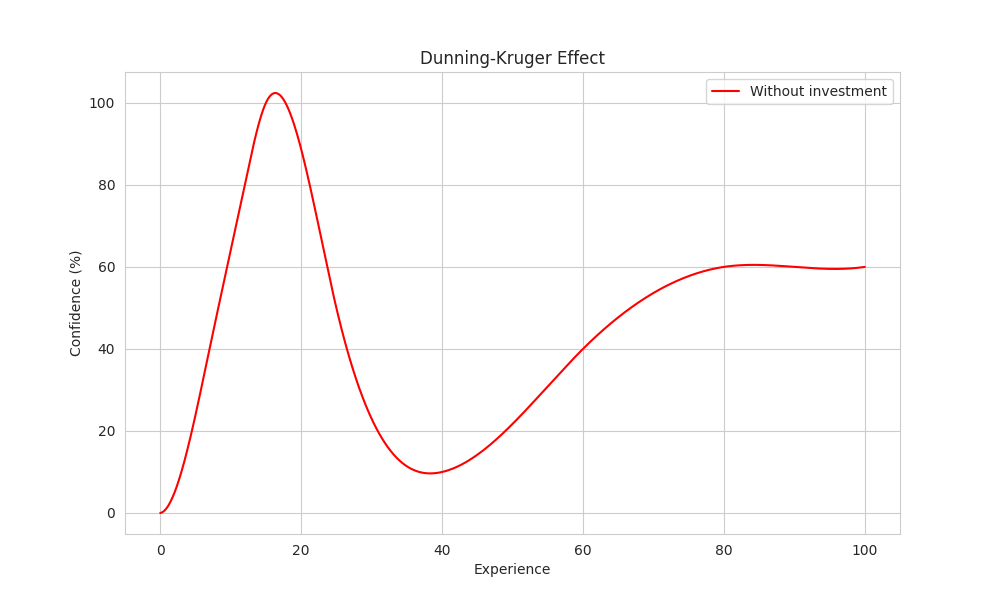 Dunning-Kruger Effect
Without investment
Confidence (%)
100
80
60
40
20
0
0 20 40 60 80 100
Experience